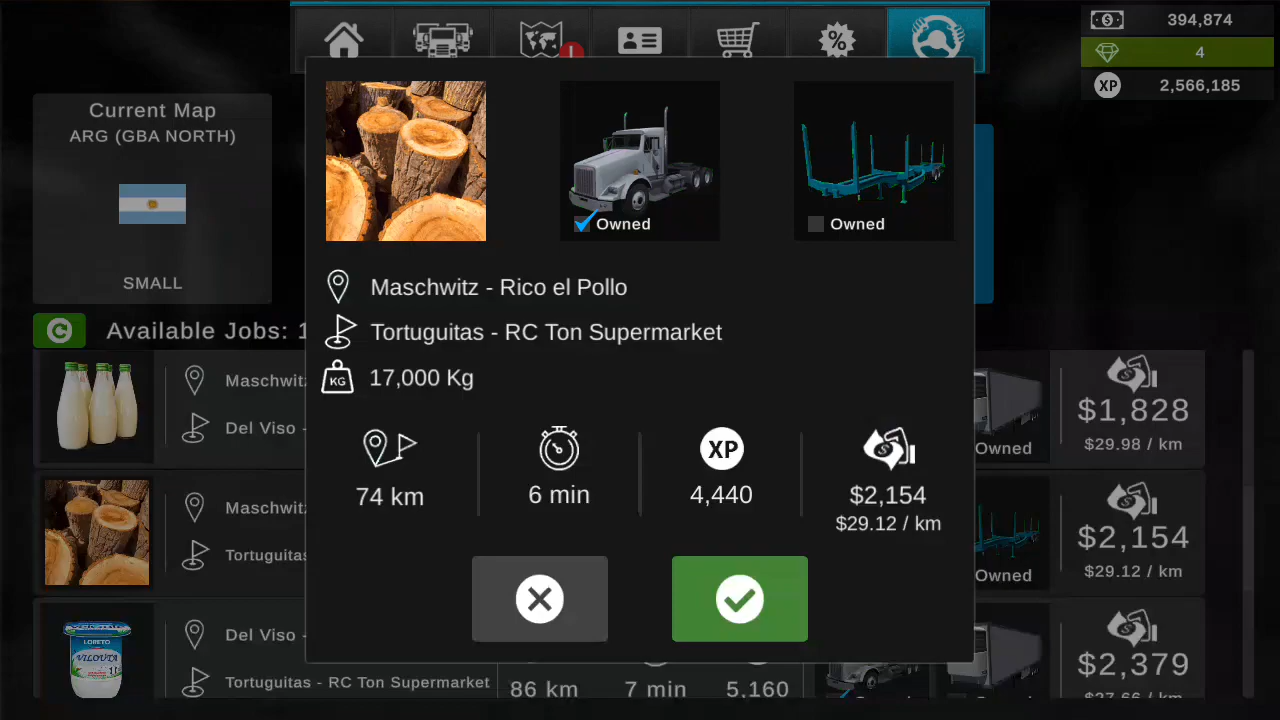 394,874
4
XP
2,566,185
Current Map
ARG (GBA NORTH)
SMALL
Owned
Owned
Maschwitz - Rico el Pollo
Tortuguitas - RC Ton Supermarket
KG
17,000 Kg
74 km
6 min
XP
4,440
$2,154
$29.12 / km
Available Jobs: 1
Maschwitz
Del Viso -
Owned
$1,828
$29.98 / km
Maschwitz
Tortuguitas
Owned
$2,154
$29.12 / km
LORETO
VILOUTA
Del Viso -
Tortuguitas - RC Ton Supermarket
86 km
7 min
5,160
$2,379
$27.66 / km